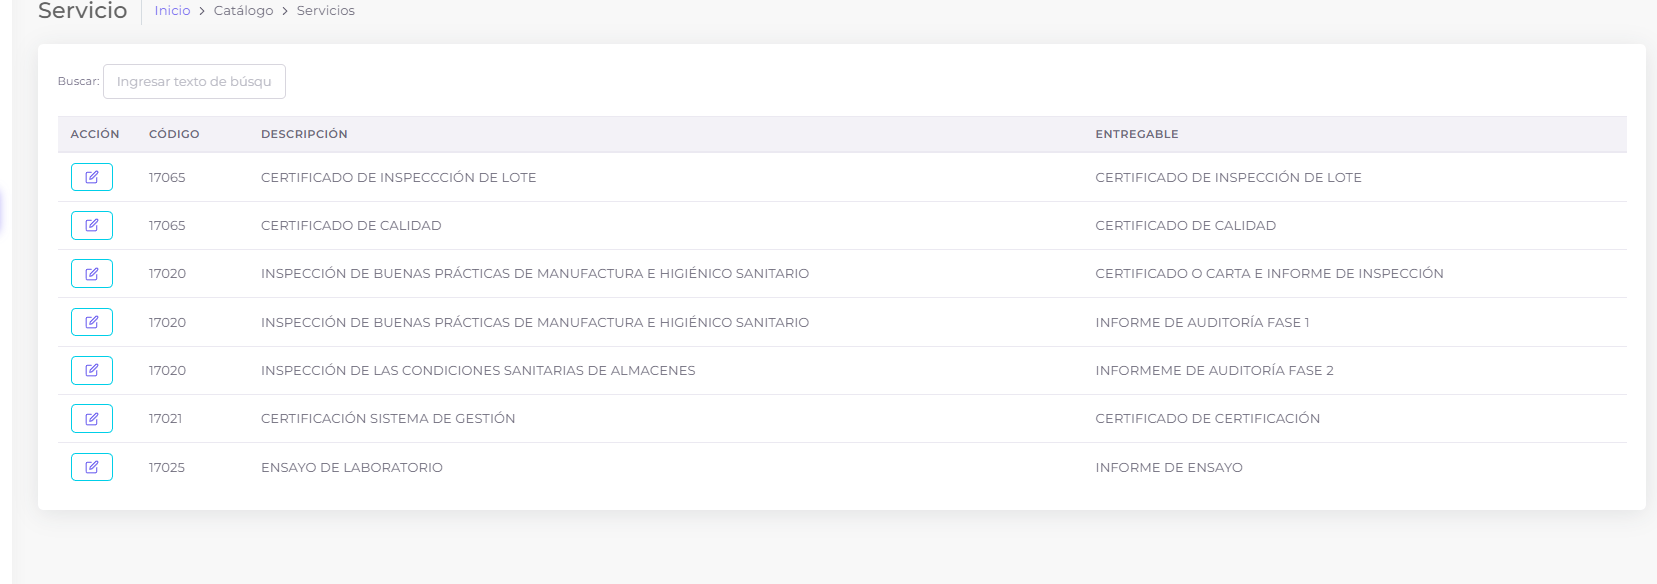 Servicio Inicio > Catálogo > Servicios
Buscar: Ingresar texto de búsqu
ACCIÓN CÓDIGO DESCRIPCIÓN ENTREGABLE
17065 CERTIFICADO DE INSPECCCIÓN DE LOTE CERTIFICADO DE INSPECCIÓN DE LOTE
17065 CERTIFICADO DE CALIDAD CERTIFICADO DE CALIDAD
17020 INSPECCIÓN DE BUENAS PRÁCTICAS DE MANUFACTURA E HIGIÉNICO SANITARIO CERTIFICADO O CARTA E INFORME DE INSPECCIÓN
17020 INSPECCIÓN DE BUENAS PRÁCTICAS DE MANUFACTURA E HIGIÉNICO SANITARIO INFORME DE AUDITORÍA FASE 1
17020 INSPECCIÓN DE LAS CONDICIONES SANITARIAS DE ALMACENES INFORMEME DE AUDITORÍA FASE 2
17021 CERTIFICACIÓN SISTEMA DE GESTIÓN CERTIFICADO DE CERTIFICACIÓN
17025 ENSAYO DE LABORATORIO INFORME DE ENSAYO